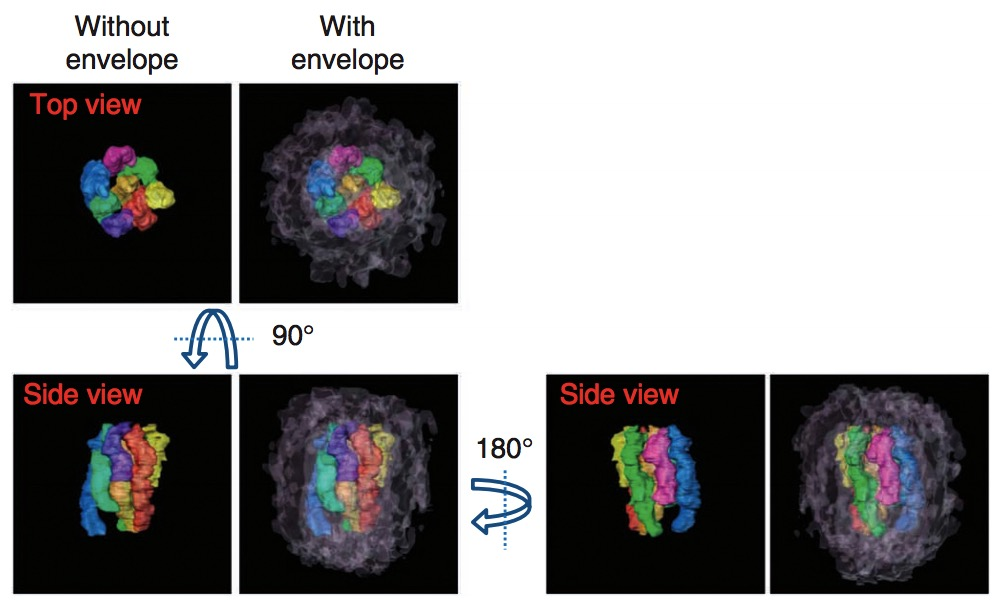 Without
envelope
With
envelope
Top view
90°
Side view
180°
Side view